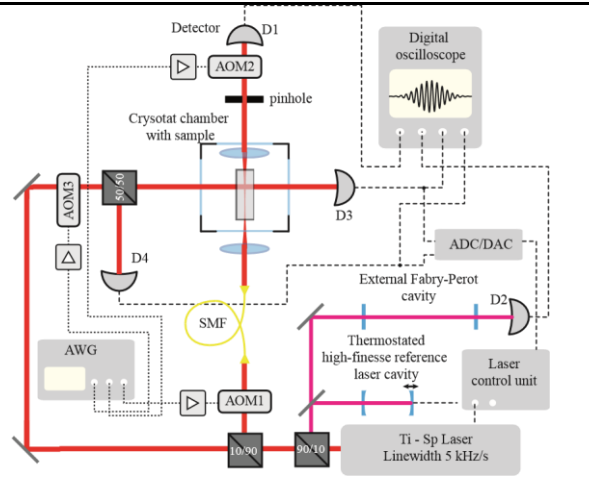 Detector
D1
AOM2
pinhole
Crysotat chamber
with sample
Digital
oscilloscope
AOM3
50/50
D3
D4
ADC/DAC
External Fabry-Perot
cavity
D2
SMF
Thermostated
high-finesse reference
laser cavity
Laser
control unit
AWG
AOM1
10/90
90/10
Ti - Sp Laser
Linewidth 5 kHz/s